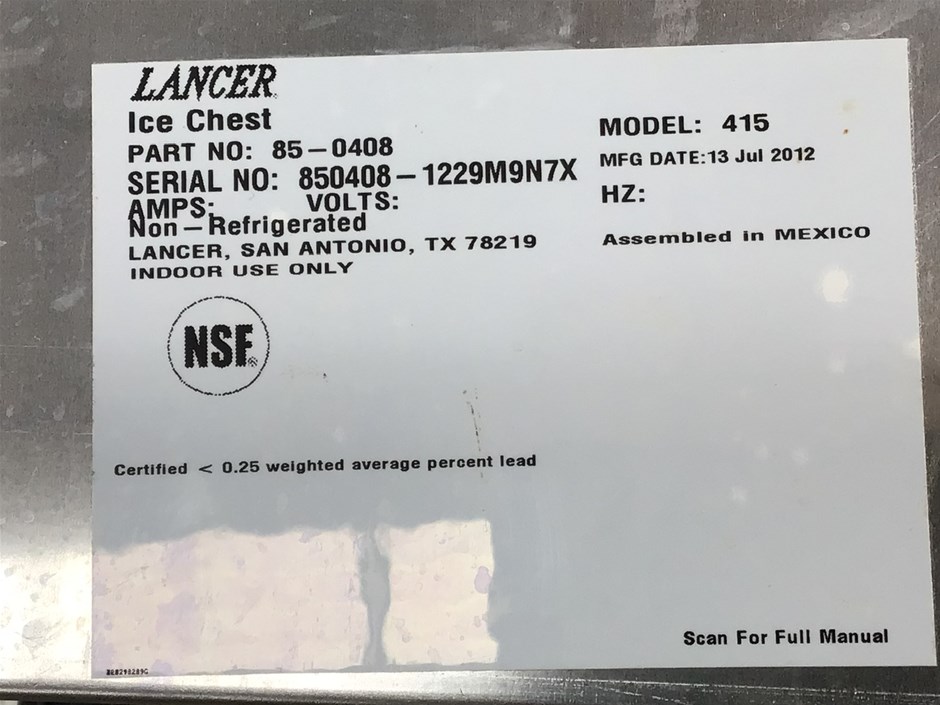 LANCER
Ice Chest
PART NO: 85-0408
SERIAL NO: 850408-1229M9N7X
AMPS: VOLTS:
Non-Refrigerated
LANCER, SAN ANTONIO, TX 78219
INDOOR USE ONLY
MODEL: 415
MFG DATE:13 Jul 2012
HZ:
Assembled in MEXICO
NSF®
Certified < 0.25 weighted average percent lead
Scan For Full Manual